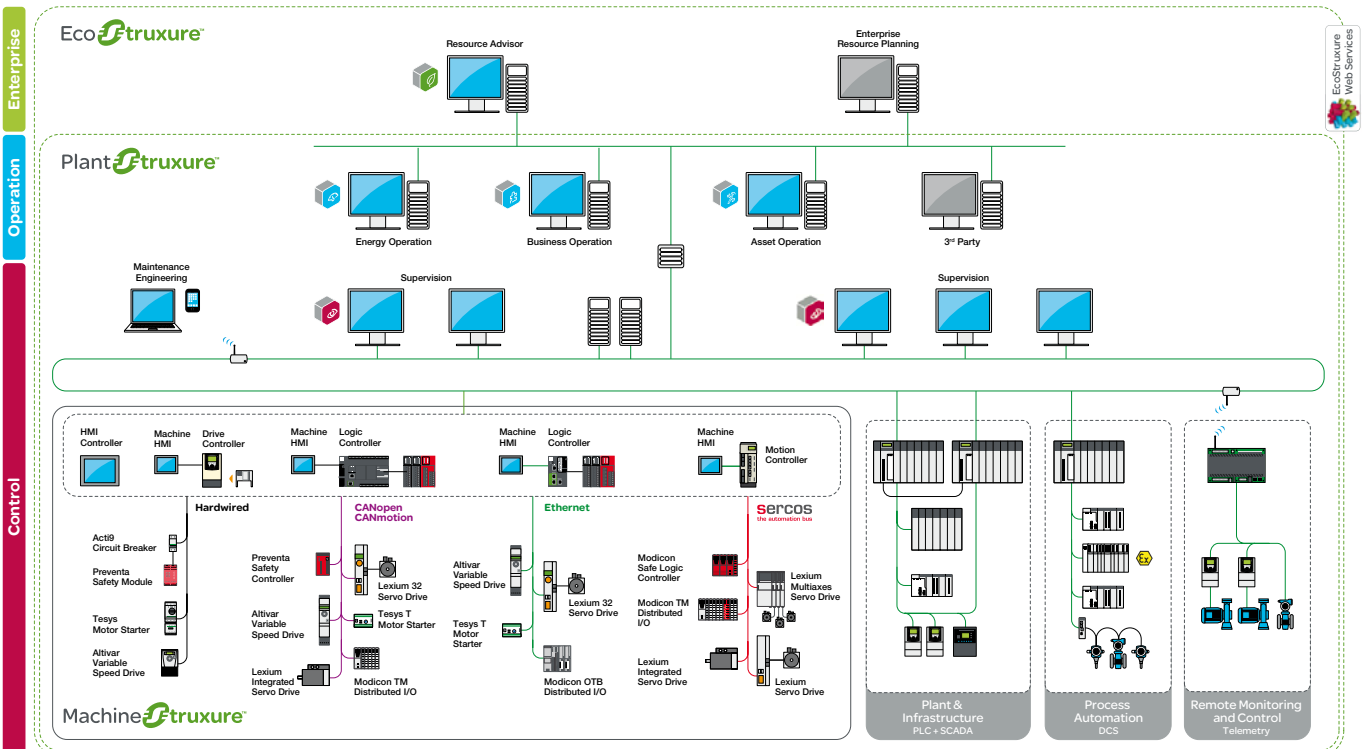 Enterprise
EcoStruxure™
Resource Advisor
Enterprise
Resource Planning
EcoStruxure
Web Services
Operation
PlantStruxure™
Energy Operation
Business Operation
Asset Operation
3rd Party
Control
Maintenance
Engineering
Supervision
Supervision
HMI
Controller
Machine
HMI
Drive
Controller
Machine
HMI
Logic
Controller
Machine
HMI
Logic
Controller
Machine
HMI
Motion
Controller
Hardwired
Acti9
Circuit Breaker
Preventa
Safety Module
Tesys
Motor Starter
Altivar
Variable
Speed Drive
CANopen
CANmotion
Preventa
Safety
Controller
Lexium 32
Servo Drive
Altivar
Variable
Speed Drive
Tesys T
Motor Starter
Lexium
Integrated
Servo Drive
Modicon TM
Distributed I/O
Ethernet
Altivar
Variable
Speed Drive
Lexium 32
Servo Drive
Tesys T
Motor
Starter
Modicon OTB
Distributed I/O
sercos
the automation bus
Modicon
Safe Logic
Controller
Lexium
Multiaxes
Servo Drive
Modicon TM
Distributed
I/O
Lexium
Integrated
Servo Drive
Lexium
Servo Drive
MachineStruxure™
Ex
Plant &
Infrastructure
PLC + SCADA
Process
Automation
DCS
Remote Monitoring
and Control
Telemetry